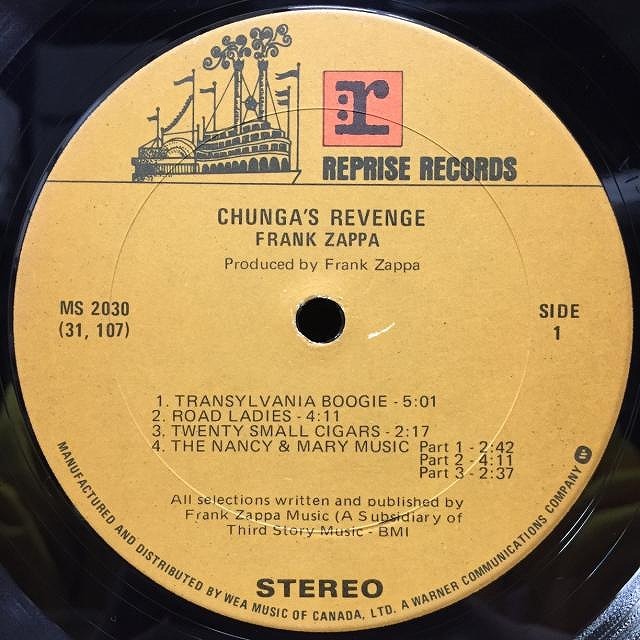 :r
REPRISE RECORDS
CHUNGA'S REVENGE
FRANK ZAPPA
Produced by Frank Zappa
MS 2030
(31, 107)
SIDE
1
1. TRANSYLVANIA BOOGIE - 5:01
2. ROAD LADIES - 4:11
3. TWENTY SMALL CIGARS - 2:17
4. THE NANCY & MARY MUSIC Part 1 - 2:42
Part 2 - 4:11
Part 3 - 2:37
All selections written and published by
Frank Zappa Music (A Subsidiary of
Third Story Music - BMI
STEREO
MANUFACTURED AND DISTRIBUTED BY WEA MUSIC OF CANADA, LTD. A WARNER COMMUNICATIONS COMPANY